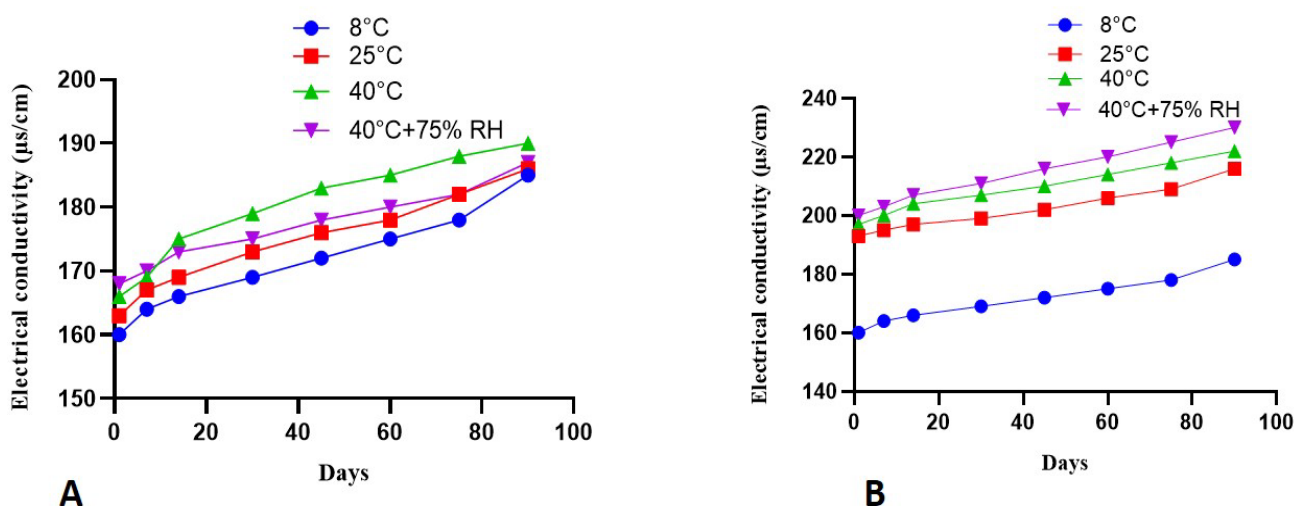 8°C
25°C
40°C
40°C+75% RH
Electrical conductivity (µs/cm)
200
190
180
170
160
150
0 20 40 60 80 100
Days
A
8°C
25°C
40°C
40°C+75% RH
Electrical conductivity (µs/cm)
240
220
200
180
160
140
0 20 40 60 80 100
Days
B